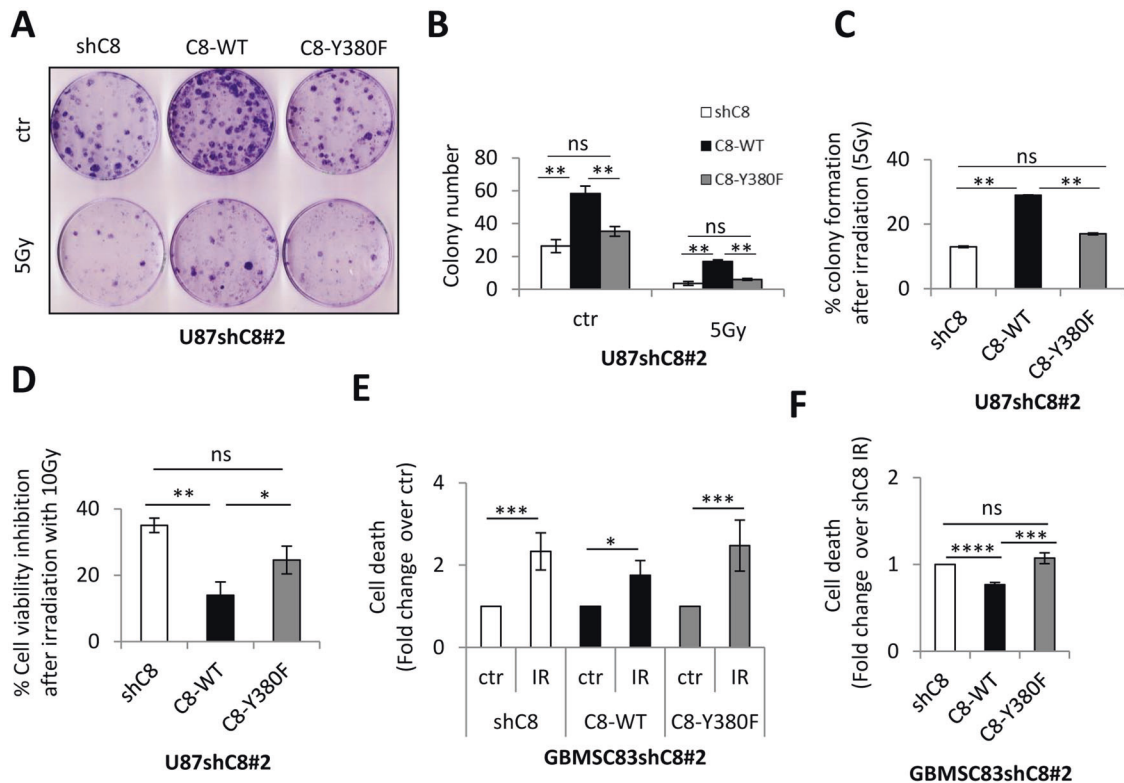 A
shC8 C8-WT C8-Y380F
ctr
5Gy
U87shC8#2
B
shC8
C8-WT
C8-Y380F
Colony number
80
60
40
20
0
ns
** **
ns
** **
ctr 5Gy
U87shC8#2
C
% colony formation
after irradiation (5Gy)
40
20
0
ns
** **
shC8 C8-WT C8-Y380F
U87shC8#2
D
% Cell viability inhibition
after irradiation with 10Gy
40
20
0
ns
** *
shC8 C8-WT C8-Y380F
U87shC8#2
E
Cell death
(Fold change over ctr)
4
2
0
*** * ***
ctr IR ctr IR ctr IR
shC8 C8-WT C8-Y380F
GBMSC83shC8#2
F
Cell death
(Fold change over shC8 IR)
2
1
0
ns
**** ***
shC8 C8-WT C8-Y380F
GBMSC83shC8#2